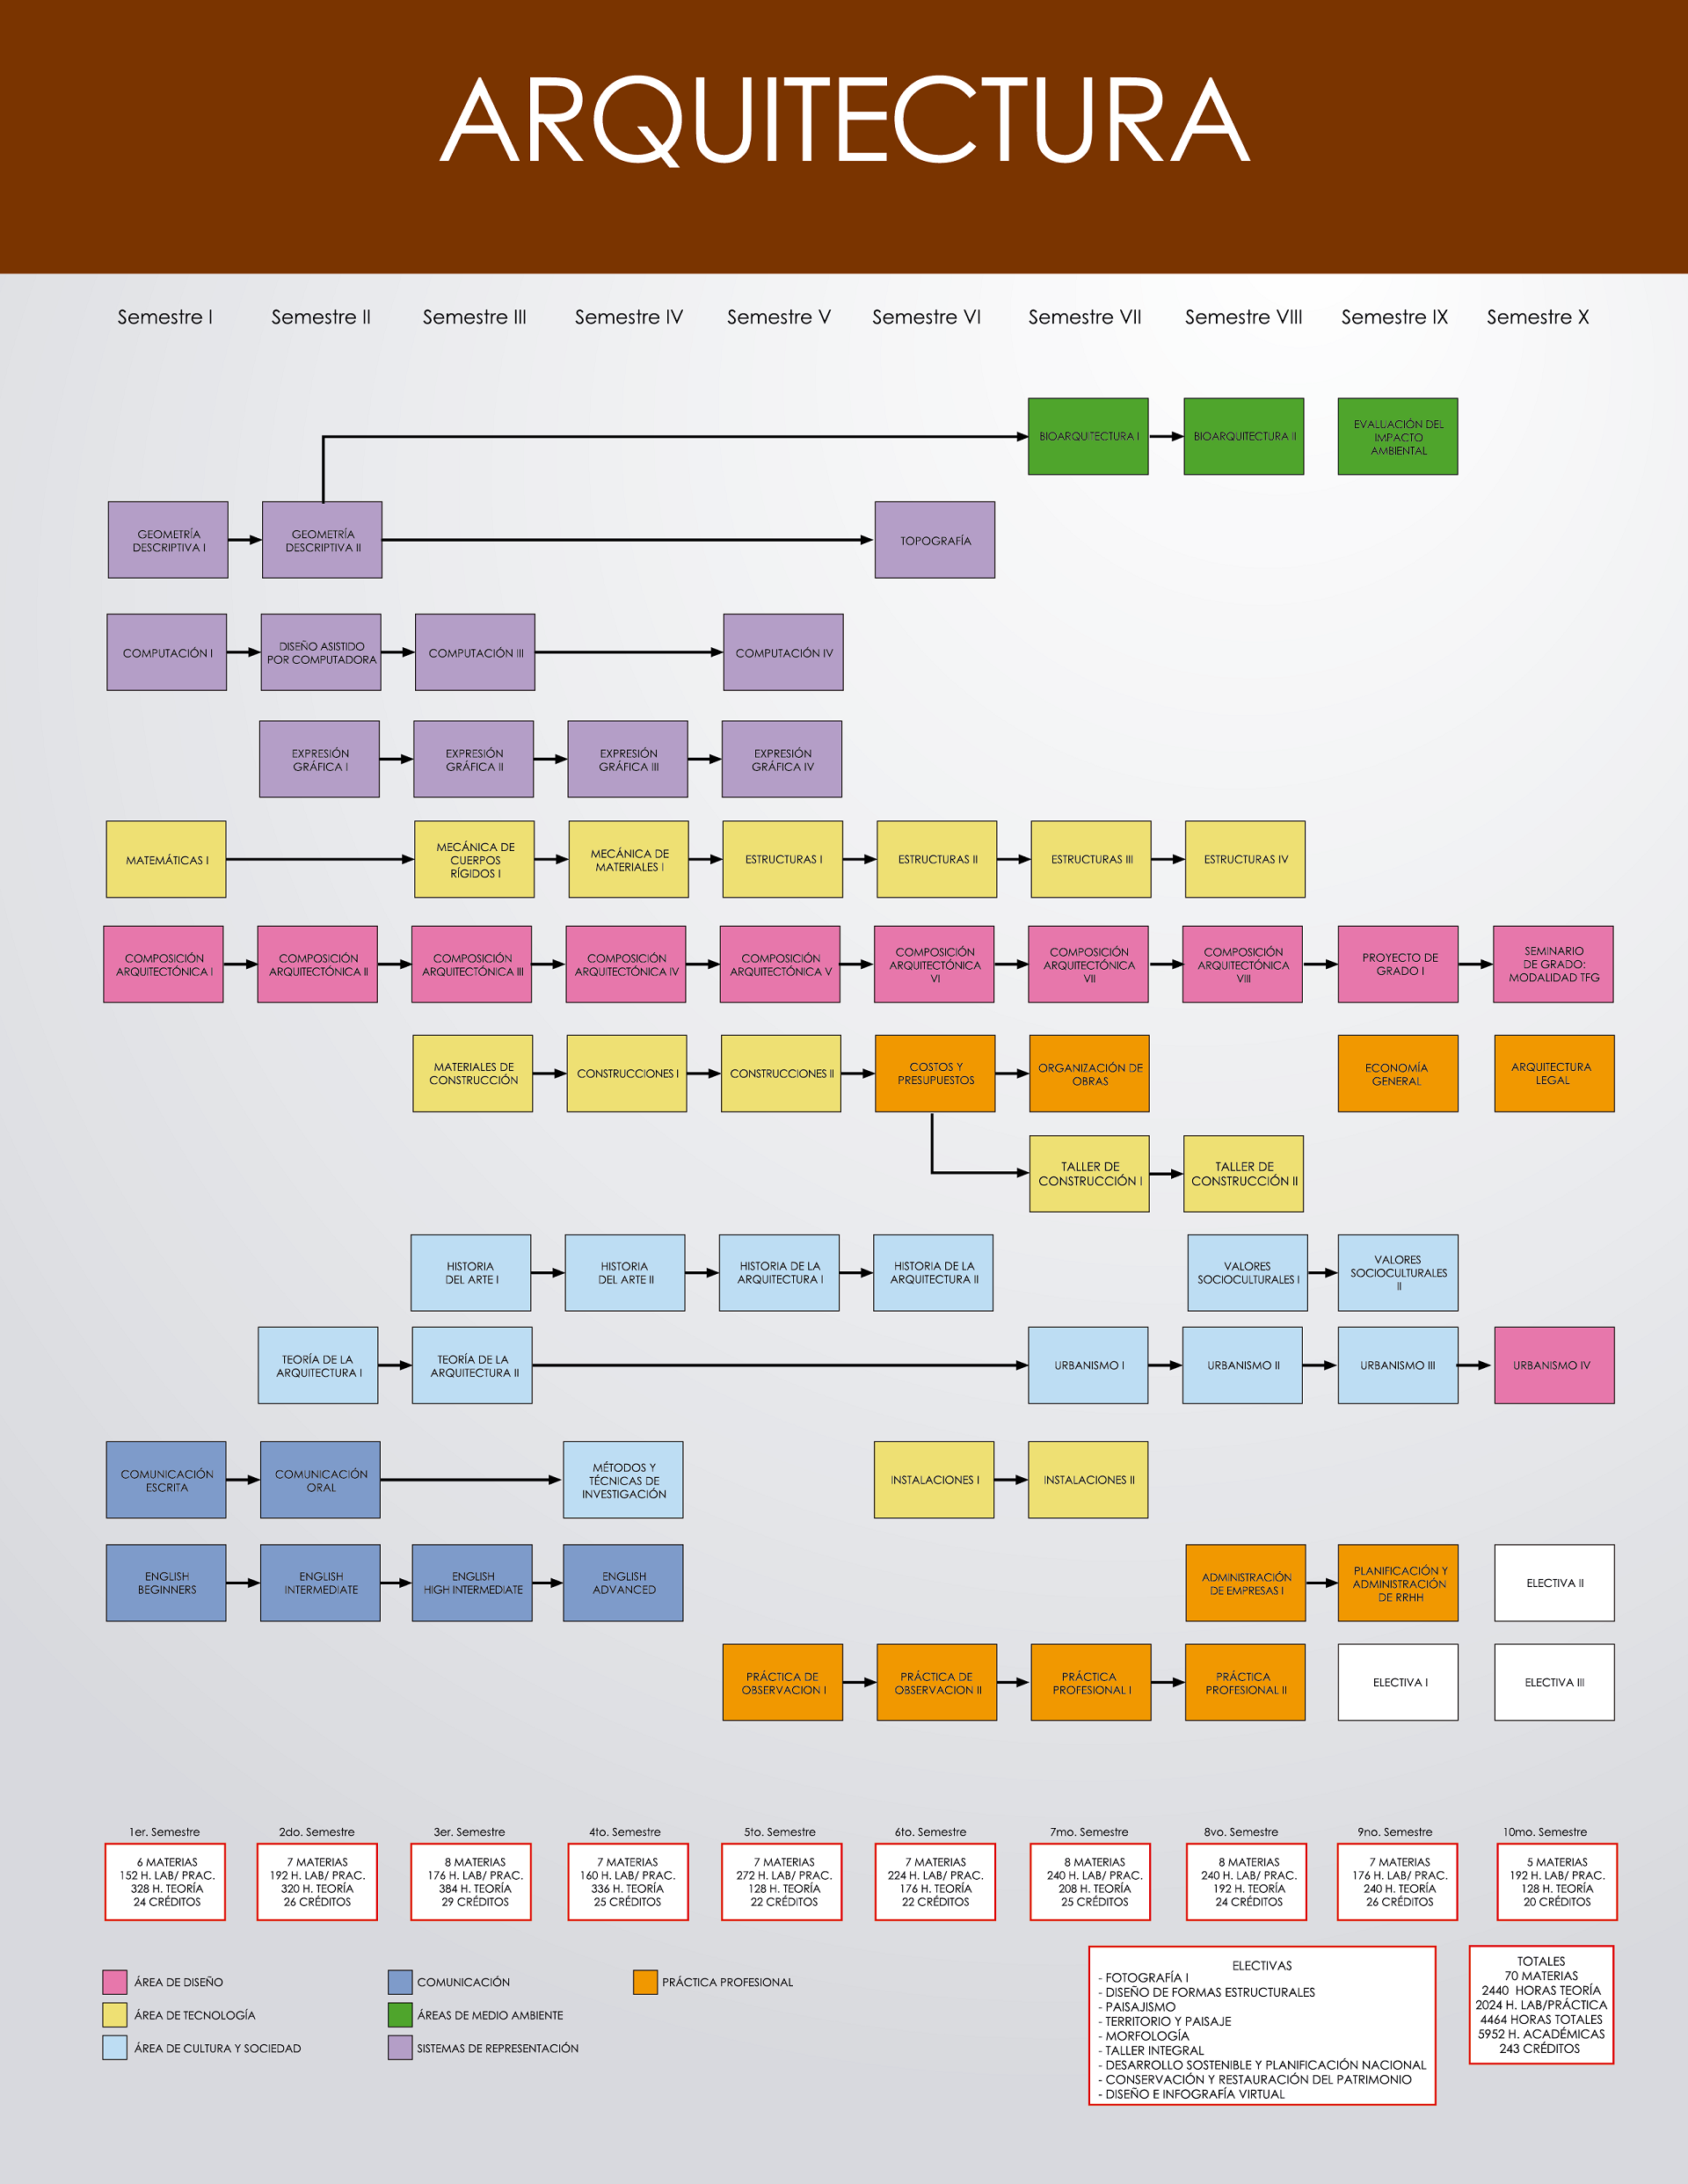 ARQUITECTURA
Semestre I
Semestre II
Semestre III
Semestre IV
Semestre V
Semestre VI
Semestre VII
Semestre VIII
Semestre IX
Semestre X
BIOARQUITECTURA I
BIOARQUITECTURA II
EVALUACIÓN DEL
IMPACTO
AMBIENTAL
GEOMETRÍA
DESCRIPTIVA I
GEOMETRÍA
DESCRIPTIVA II
TOPOGRAFÍA
COMPUTACIÓN I
DISEÑO ASISTIDO
POR COMPUTADORA
COMPUTACIÓN III
COMPUTACIÓN IV
EXPRESIÓN
GRÁFICA I
EXPRESIÓN
GRÁFICA II
EXPRESIÓN
GRÁFICA III
EXPRESIÓN
GRÁFICA IV
MATEMÁTICAS I
MECÁNICA DE
CUERPOS
RÍGIDOS I
MECÁNICA DE
MATERIALES I
ESTRUCTURAS I
ESTRUCTURAS II
ESTRUCTURAS III
ESTRUCTURAS IV
COMPOSICIÓN
ARQUITECTÓNICA I
COMPOSICIÓN
ARQUITECTÓNICA II
COMPOSICIÓN
ARQUITECTÓNICA III
COMPOSICIÓN
ARQUITECTÓNICA IV
COMPOSICIÓN
ARQUITECTÓNICA V
COMPOSICIÓN
ARQUITECTÓNICA
VI
COMPOSICIÓN
ARQUITECTÓNICA
VII
COMPOSICIÓN
ARQUITECTÓNICA
VIII
PROYECTO DE
GRADO I
SEMINARIO
DE GRADO:
MODALIDAD TFG
MATERIALES DE
CONSTRUCCIÓN
CONSTRUCCIONES I
CONSTRUCCIONES II
COSTOS Y
PRESUPUESTOS
ORGANIZACIÓN DE
OBRAS
ECONOMÍA
GENERAL
ARQUITECTURA
LEGAL
TALLER DE
CONSTRUCCIÓN I
TALLER DE
CONSTRUCCIÓN II
HISTORIA
DEL ARTE I
HISTORIA
DEL ARTE II
HISTORIA DE LA
ARQUITECTURA I
HISTORIA DE LA
ARQUITECTURA II
VALORES
SOCIOCULTURALES I
VALORES
SOCIOCULTURALES
II
TEORÍA DE LA
ARQUITECTURA I
TEORÍA DE LA
ARQUITECTURA II
URBANISMO I
URBANISMO II
URBANISMO III
URBANISMO IV
COMUNICACIÓN
ESCRITA
COMUNICACIÓN
ORAL
MÉTODOS Y
TÉCNICAS DE
INVESTIGACIÓN
INSTALACIONES I
INSTALACIONES II
ENGLISH
BEGINNERS
ENGLISH
INTERMEDIATE
ENGLISH
HIGH INTERMEDIATE
ENGLISH
ADVANCED
ADMINISTRACIÓN
DE EMPRESAS I
PLANIFICACIÓN Y
ADMINISTRACIÓN
DE RRHH
ELECTIVA II
PRÁCTICA DE
OBSERVACION I
PRÁCTICA DE
OBSERVACION II
PRÁCTICA
PROFESIONAL I
PRÁCTICA
PROFESIONAL II
ELECTIVA I
ELECTIVA III
1er. Semestre
6 MATERIAS
152 H. LAB/ PRAC.
328 H. TEORÍA
24 CRÉDITOS
2do. Semestre
7 MATERIAS
192 H. LAB/ PRAC.
320 H. TEORÍA
26 CRÉDITOS
3er. Semestre
8 MATERIAS
176 H. LAB/ PRAC.
384 H. TEORÍA
29 CRÉDITOS
4to. Semestre
7 MATERIAS
160 H. LAB/ PRAC.
336 H. TEORÍA
25 CRÉDITOS
5to. Semestre
7 MATERIAS
272 H. LAB/ PRAC.
128 H. TEORÍA
22 CRÉDITOS
6to. Semestre
7 MATERIAS
224 H. LAB/ PRAC.
176 H. TEORÍA
22 CRÉDITOS
7mo. Semestre
8 MATERIAS
240 H. LAB/ PRAC.
208 H. TEORÍA
25 CRÉDITOS
8vo. Semestre
8 MATERIAS
240 H. LAB/ PRAC.
192 H. TEORÍA
24 CRÉDITOS
9no. Semestre
7 MATERIAS
176 H. LAB/ PRAC.
240 H. TEORÍA
26 CRÉDITOS
10mo. Semestre
5 MATERIAS
192 H. LAB/ PRAC.
128 H. TEORÍA
20 CRÉDITOS
ÁREA DE DISEÑO
ÁREA DE TECNOLOGÍA
ÁREA DE CULTURA Y SOCIEDAD
COMUNICACIÓN
ÁREAS DE MEDIO AMBIENTE
SISTEMAS DE REPRESENTACIÓN
PRÁCTICA PROFESIONAL
ELECTIVAS
- FOTOGRAFÍA I
- DISEÑO DE FORMAS ESTRUCTURALES
- PAISAJISMO
- TERRITORIO Y PAISAJE
- MORFOLOGÍA
- TALLER INTEGRAL
- DESARROLLO SOSTENIBLE Y PLANIFICACIÓN NACIONAL
- CONSERVACIÓN Y RESTAURACIÓN DEL PATRIMONIO
- DISEÑO E INFOGRAFÍA VIRTUAL
TOTALES
70 MATERIAS
2440 HORAS TEORÍA
2024 H. LAB/PRÁCTICA
4464 HORAS TOTALES
5952 H. ACADÉMICAS
243 CRÉDITOS